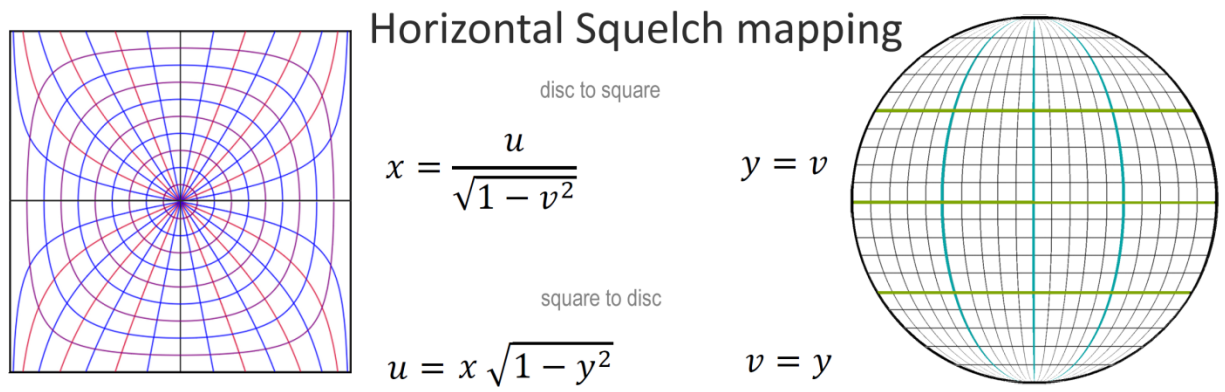 Horizontal Squelch mapping
disc to square
x = u / √(1 − v²)
y = v
square to disc
u = x √(1 − y²)
v = y